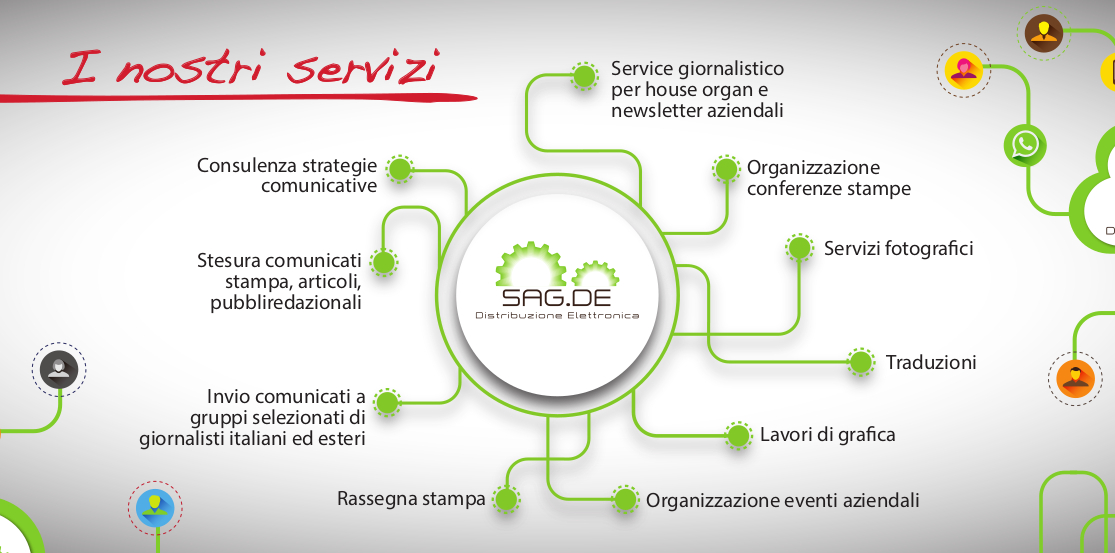 I nostri servizi
Service giornalistico
per house organ e
newsletter aziendali
Consulenza strategie
comunicative
Organizzazione
conferenze stampe
Stesura comunicati
stampa, articoli,
pubbliredazionali
Servizi fotografici
SAG.DE
Distribuzione Elettronica
Traduzioni
Invio comunicati a
gruppi selezionati di
giornalisti italiani ed esteri
Lavori di grafica
Rassegna stampa
Organizzazione eventi aziendali